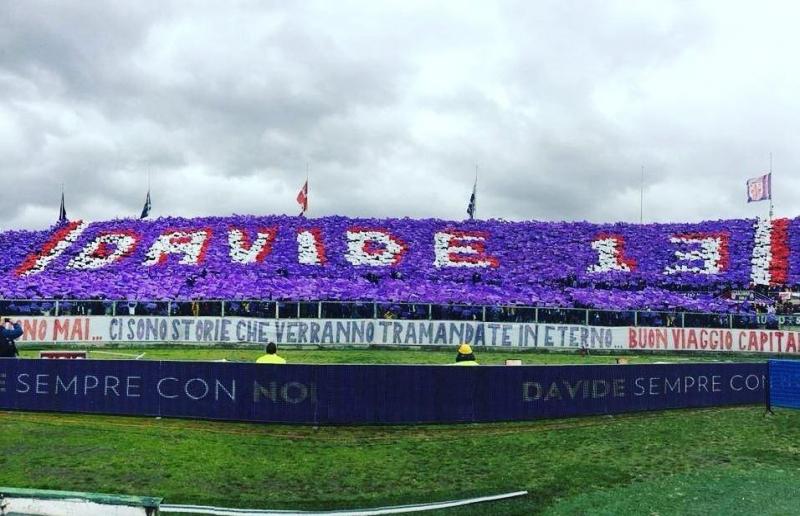 DAVIDE 13
NO MAI... CI SONO STORIE CHE VERRANNO TRAMANDATE IN ETERNO... BUON VIAGGIO CAPITA
SEMPRE CON NOI DAVIDE SEMPRE CON